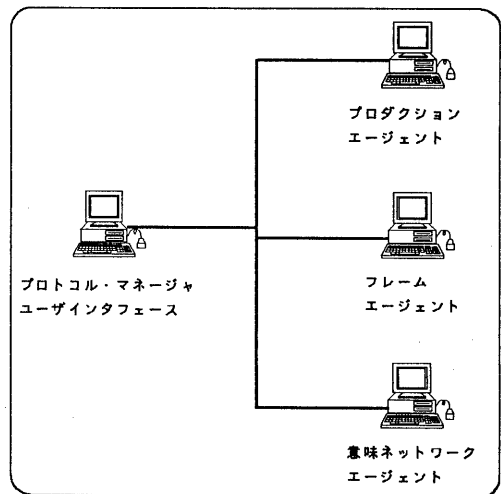 プロダクション
エージェント
プロトコル・マネージャ
ユーザインタフェース
フレーム
エージェント
意味ネットワーク
エージェント